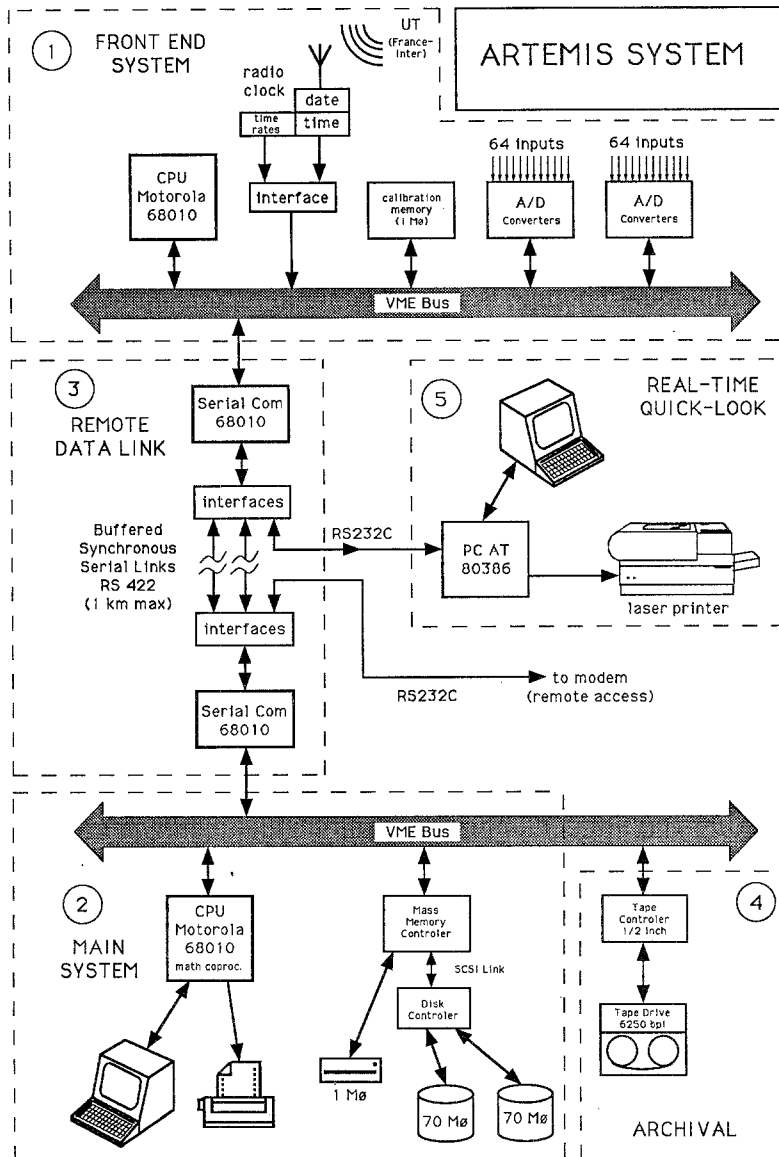 ARTEMIS SYSTEM
1
FRONT END
SYSTEM
UT
(France-
Inter)
radio
clock
date
time
rates
time
CPU
Motorola
68010
interface
calibration
memory
(1 Mø)
64 inputs
A/D
Converters
64 inputs
A/D
Converters
VME Bus
3
REMOTE
DATA LINK
Serial Com
68010
interfaces
Buffered
Synchronous
Serial Links
RS 422
(1 km max)
interfaces
Serial Com
68010
RS232C
RS232C
to modem
(remote access)
5
REAL-TIME
QUICK-LOOK
PC AT
80386
laser printer
VME Bus
2
MAIN
SYSTEM
CPU
Motorola
68010
math coproc.
Mass
Memory
Controler
SCSI Link
Disk
Controler
1 Mø
70 Mø
70 Mø
4
Tape
Controler
1/2 inch
Tape Drive
6250 bpi
ARCHIVAL